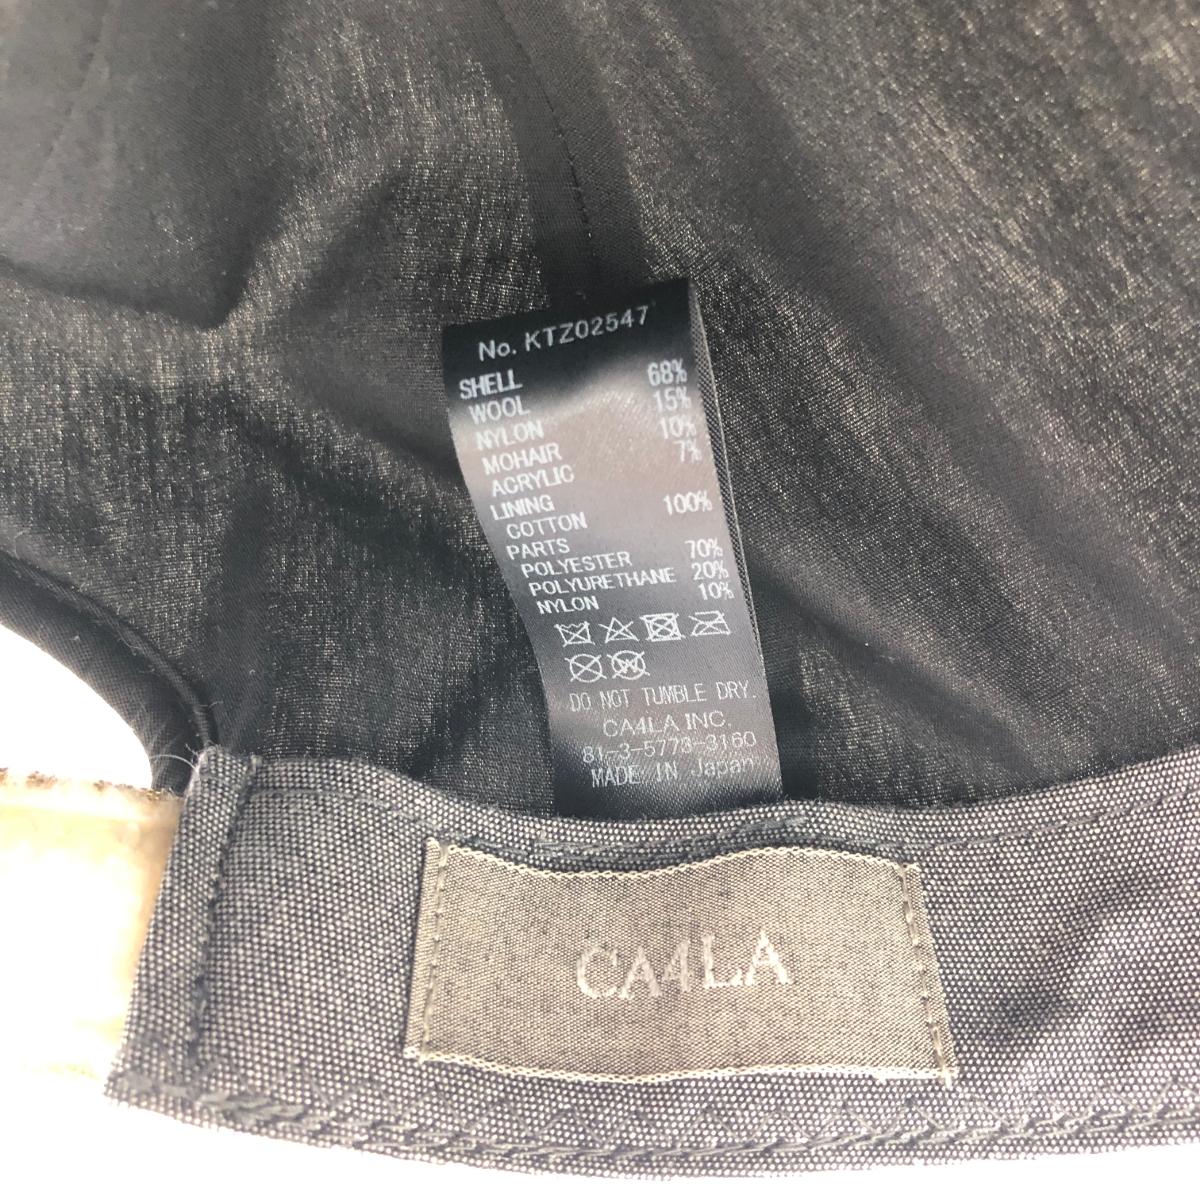 No. KTZ02547
SHELL
WOOL 68%
NYLON 15%
MOHAIR 10%
ACRYLIC 7%
LINING
COTTON 100%
PARTS
POLYESTER 70%
POLYURETHANE 20%
NYLON 10%
W
DO NOT TUMBLE DRY.
CA4LA INC.
81-3-5773-3160
MADE IN Japan
CA4LA